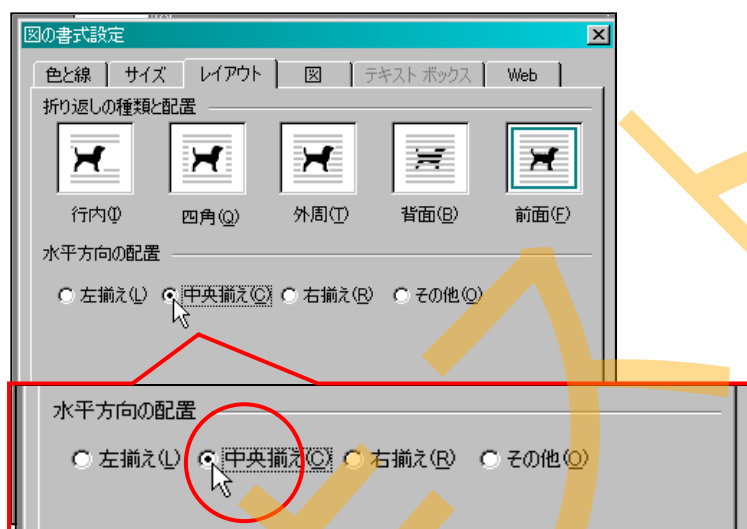 図の書式設定
色と線 サイズ レイアウト 図 テキスト ボックス Web
折り返しの種類と配置
行内(I) 四角(Q) 外周(T) 背面(B) 前面(F)
水平方向の配置
左揃え(L) 中央揃え(C) 右揃え(R) その他(O)
水平方向の配置
左揃え(L) 中央揃え(C) 右揃え(R) その他(O)